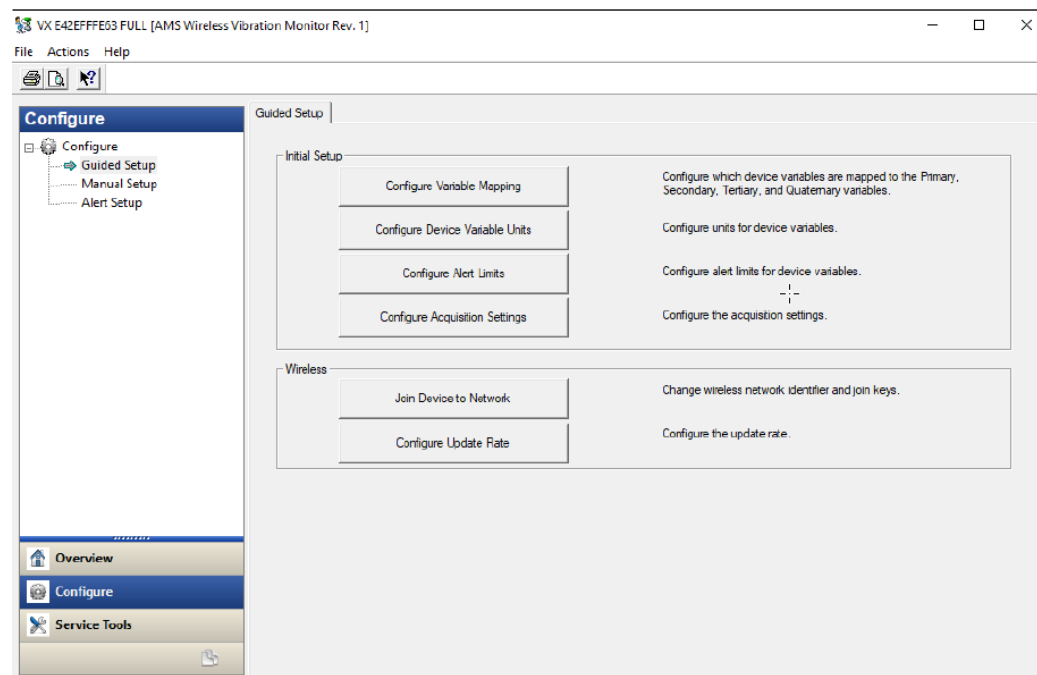 VX E42EFFFE63 FULL [AMS Wireless Vibration Monitor Rev. 1]
File Actions Help
Configure
Configure
Guided Setup
Manual Setup
Alert Setup
Overview
Configure
Service Tools
Guided Setup
Initial Setup
Configure Variable Mapping
Configure which device variables are mapped to the Primary,
Secondary, Tertiary, and Quaternary variables.
Configure Device Variable Units
Configure units for device variables.
Configure Alert Limits
Configure alert limits for device variables.
Configure Acquisition Settings
Configure the acquisition settings.
Wireless
Join Device to Network
Change wireless network identifier and join keys.
Configure Update Rate
Configure the update rate.